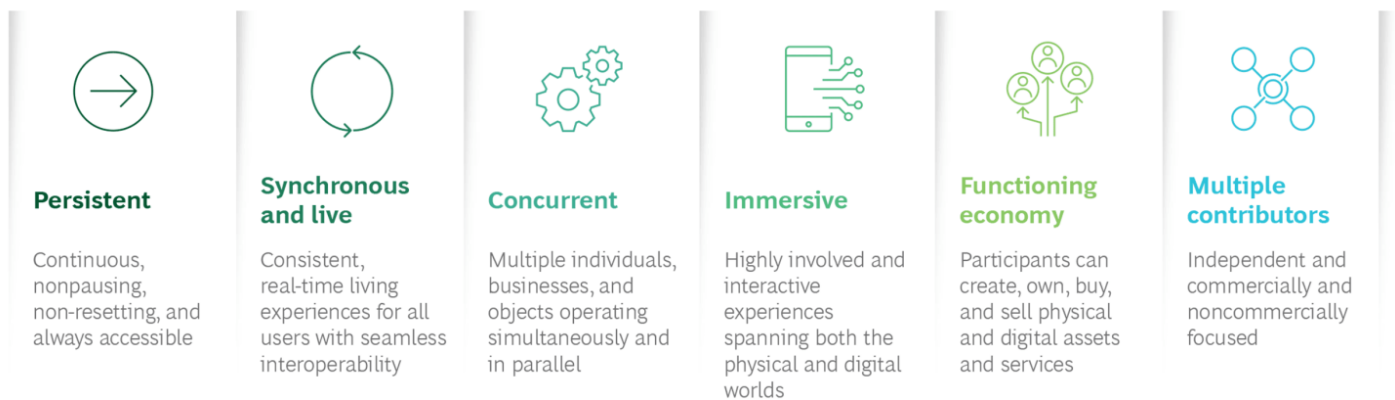 Persistent
Continuous,
nonpausing,
non-resetting, and
always accessible
Synchronous
and live
Consistent,
real-time living
experiences for all
users with seamless
interoperability
Concurrent
Multiple individuals,
businesses, and
objects operating
simultaneously and
in parallel
Immersive
Highly involved and
interactive
experiences
spanning both the
physical and digital
worlds
Functioning
economy
Participants can
create, own, buy,
and sell physical
and digital assets
and services
Multiple
contributors
Independent and
commercially and
noncommercially
focused